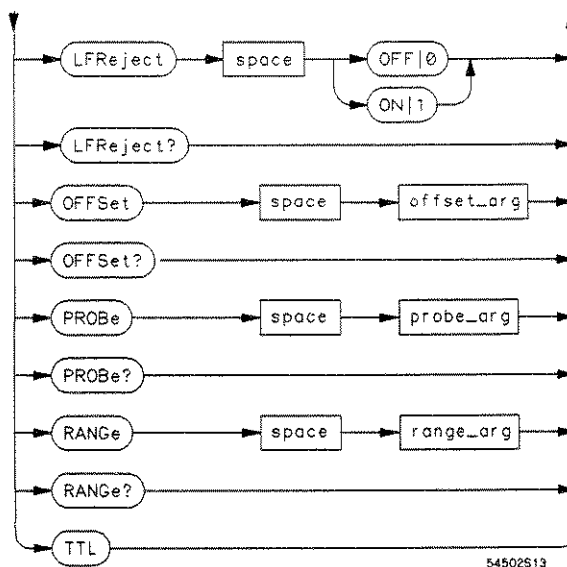 LFReject space OFF|0
ON|1
LFReject?
OFFSet space offset_arg
OFFSet?
PROBe space probe_arg
PROBe?
RANGe space range_arg
RANGe?
TTL
54502S13